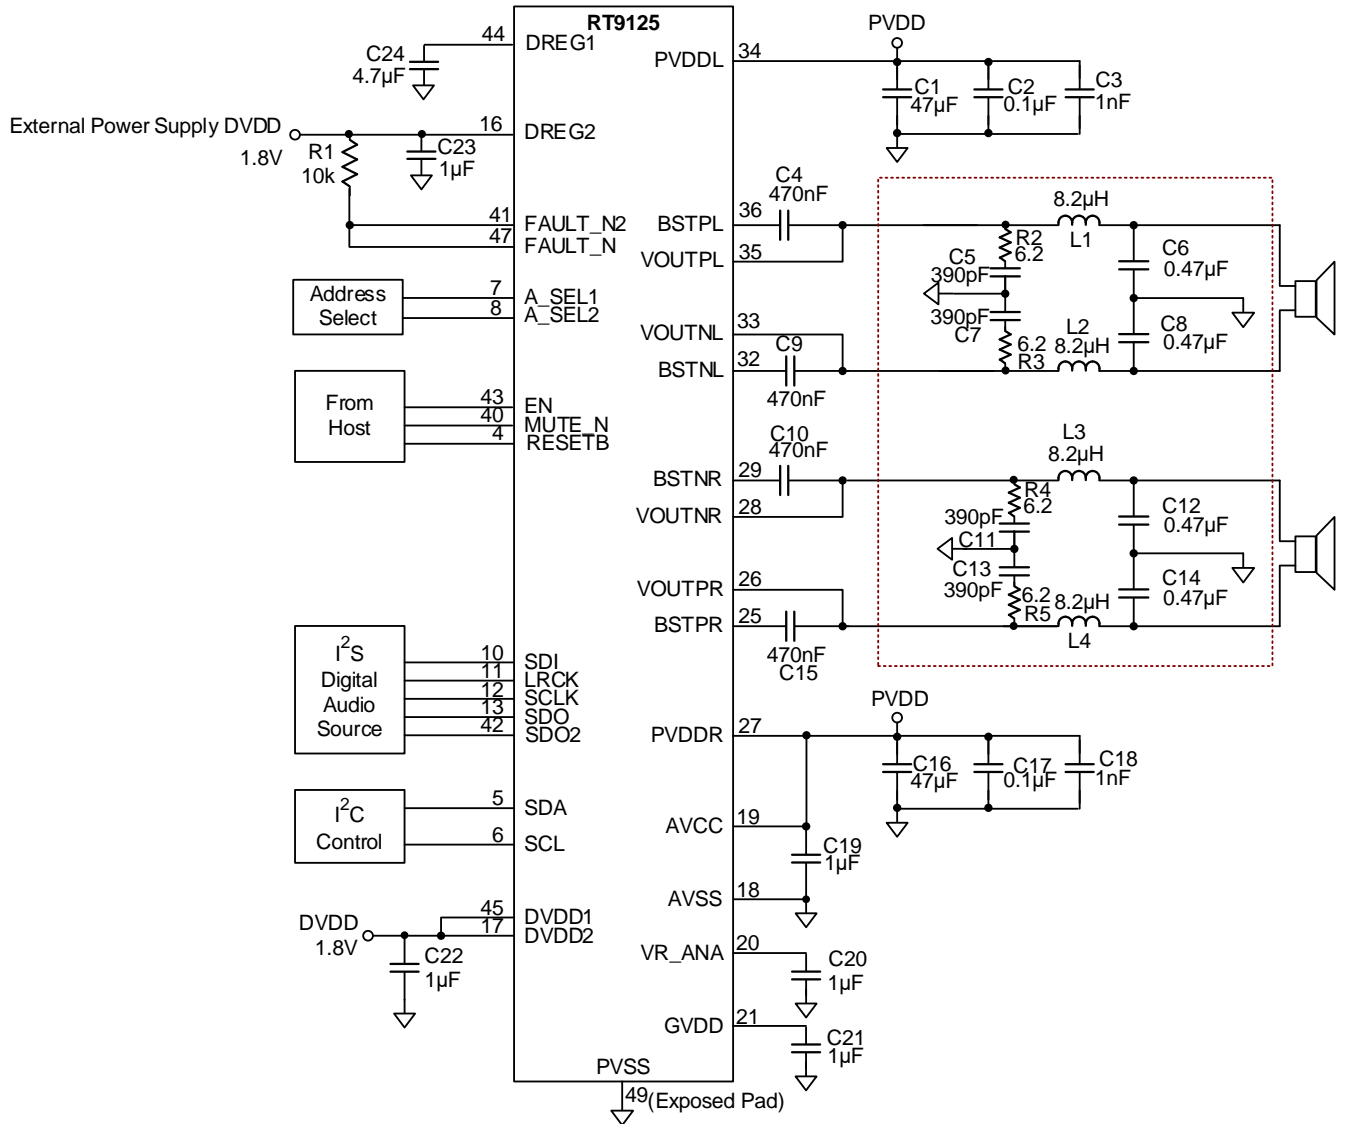 RT9125
44
DREG1
C24
4.7µF
External Power Supply DVDD
1.8V
16
DREG2
R1
10k
C23
1µF
41
FAULT_N2
47
FAULT_N
Address
Select
7
A_SEL1
8
A_SEL2
From
Host
43
EN
40
MUTE_N
4
RESETB
I2S
Digital
Audio
Source
10
SDI
11
LRCK
12
SCLK
13
SDO
42
SDO2
I2C
Control
5
SDA
6
SCL
DVDD
1.8V
45
DVDD1
17
DVDD2
C22
1µF
PVSS
49
(Exposed Pad)
PVDD
PVDDL
34
C1
47µF
C2
0.1µF
C3
1nF
C4
470nF
BSTPL
36
VOUTPL
35
VOUTNL
33
BSTNL
32
C9
470nF
8.2µH
L1
R2
6.2
C5
390pF
390pF
C7
6.2
R3
L2
8.2µH
C6
0.47µF
C8
0.47µF
C10
470nF
BSTNR
29
VOUTNR
28
VOUTPR
26
BSTPR
25
470nF
C15
L3
8.2µH
R4
6.2
390pF
C11
C13
390pF
6.2
R5
8.2µH
L4
C12
0.47µF
C14
0.47µF
PVDD
PVDDR
27
C16
47µF
C17
0.1µF
C18
1nF
AVCC
19
C19
1µF
AVSS
18
VR_ANA
20
C20
1µF
GVDD
21
C21
1µF